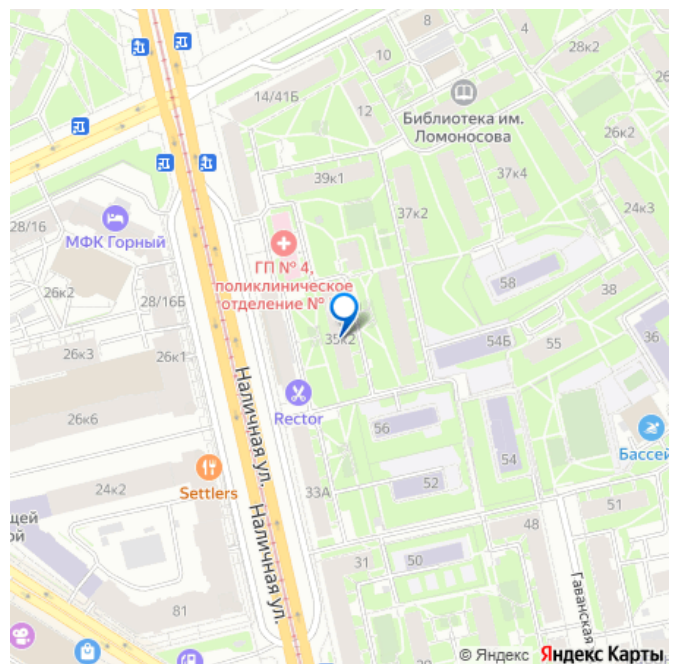 8
4
10
28к2
14/41Б
12
Библиотека им.
Ломоносова
26к2
37к4
39к1
37к2
24к3
28/16
МФК Горный
ГП № 4,
поликлиническое
отделение №
58
38
26к2
28/16Б
35к2
54Б
55
36
26к3
26к1
Наличная ул.
Rector
26к6
56
Бассей
54
Settlers
52
24к2
33А
51
щей
ой
Наличная ул.
48
31
50
Гаванская
81
© Яндекс
Яндекс Карты